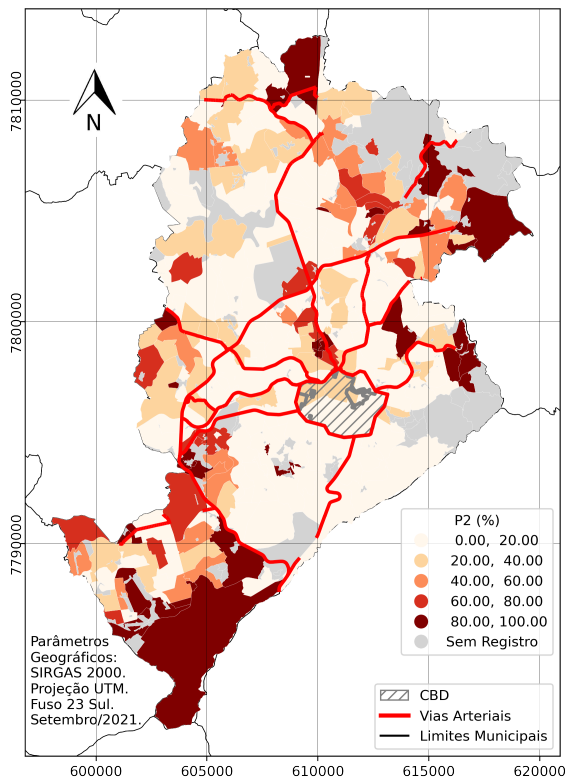 7810000
N
7800000
7790000
P2 (%)
0.00, 20.00
20.00, 40.00
40.00, 60.00
60.00, 80.00
80.00, 100.00
Sem Registro
Parâmetros
Geográficos:
SIRGAS 2000.
Projeção UTM.
Fuso 23 Sul.
Setembro/2021.
CBD
Vias Arteriais
Limites Municipais
600000 605000 610000 615000 620000